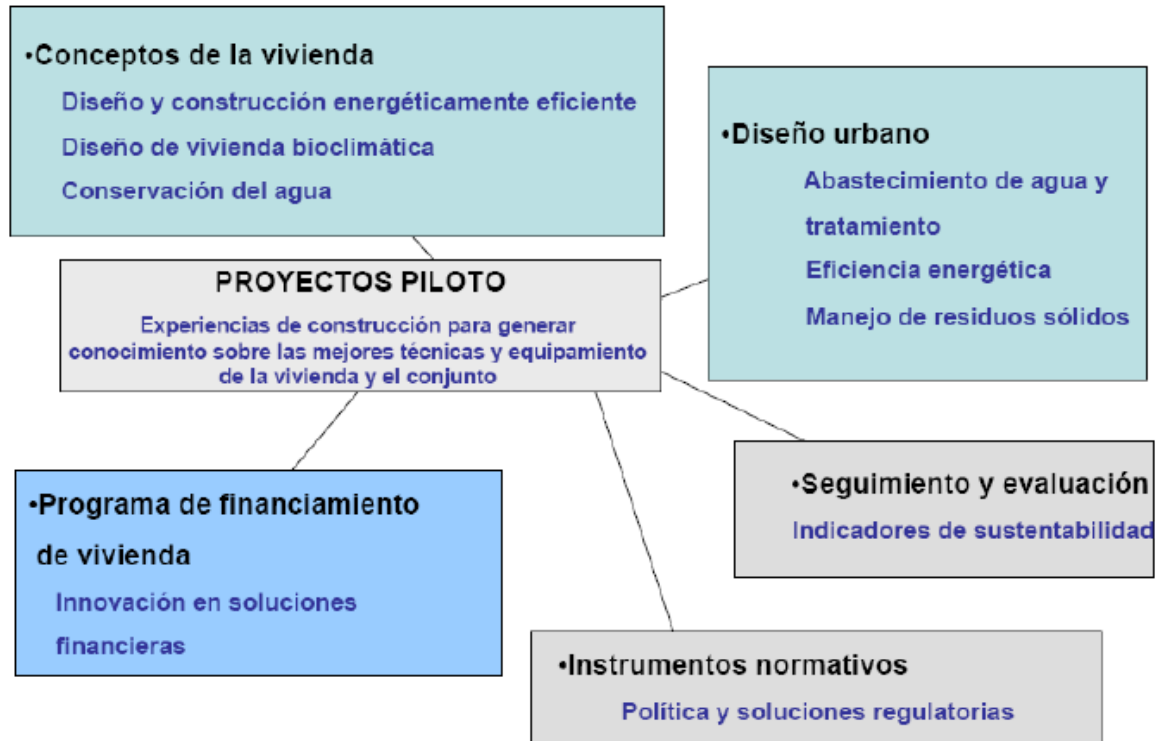 •Conceptos de la vivienda
Diseño y construcción energéticamente eficiente
Diseño de vivienda bioclimática
Conservación del agua
•Diseño urbano
Abastecimiento de agua y
tratamiento
Eficiencia energética
Manejo de residuos sólidos
PROYECTOS PILOTO
Experiencias de construcción para generar
conocimiento sobre las mejores técnicas y equipamiento
de la vivienda y el conjunto
•Seguimiento y evaluación
Indicadores de sustentabilidad
•Programa de financiamiento
de vivienda
Innovación en soluciones
financieras
•Instrumentos normativos
Política y soluciones regulatorias